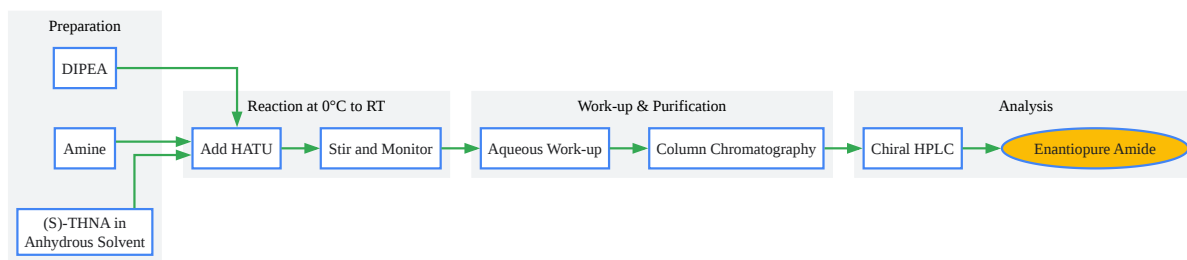 Preparation
DIPEA
Amine
(S)-THNA in
Anhydrous Solvent
Reaction at 0°C to RT
Add HATU
Stir and Monitor
Work-up & Purification
Aqueous Work-up
Column Chromatography
Analysis
Chiral HPLC
Enantiopure Amide